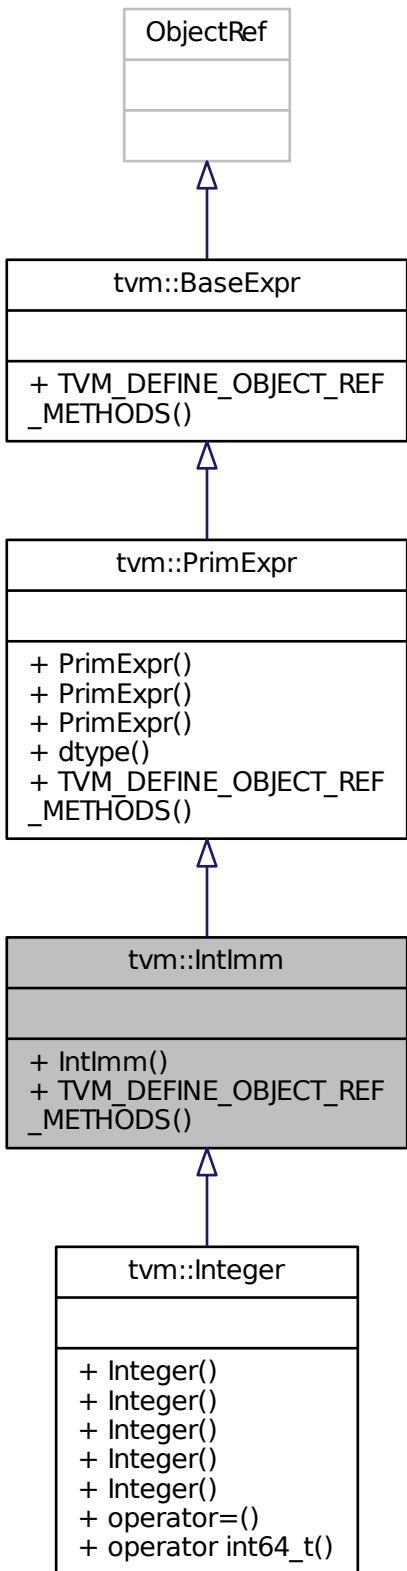 ObjectRef
tvm::BaseExpr
+ TVM_DEFINE_OBJECT_REF
_METHODS()
tvm::PrimExpr
+ PrimExpr()
+ PrimExpr()
+ PrimExpr()
+ dtype()
+ TVM_DEFINE_OBJECT_REF
_METHODS()
tvm::IntImm
+ IntImm()
+ TVM_DEFINE_OBJECT_REF
_METHODS()
tvm::Integer
+ Integer()
+ Integer()
+ Integer()
+ Integer()
+ Integer()
+ operator=()
+ operator int64_t()